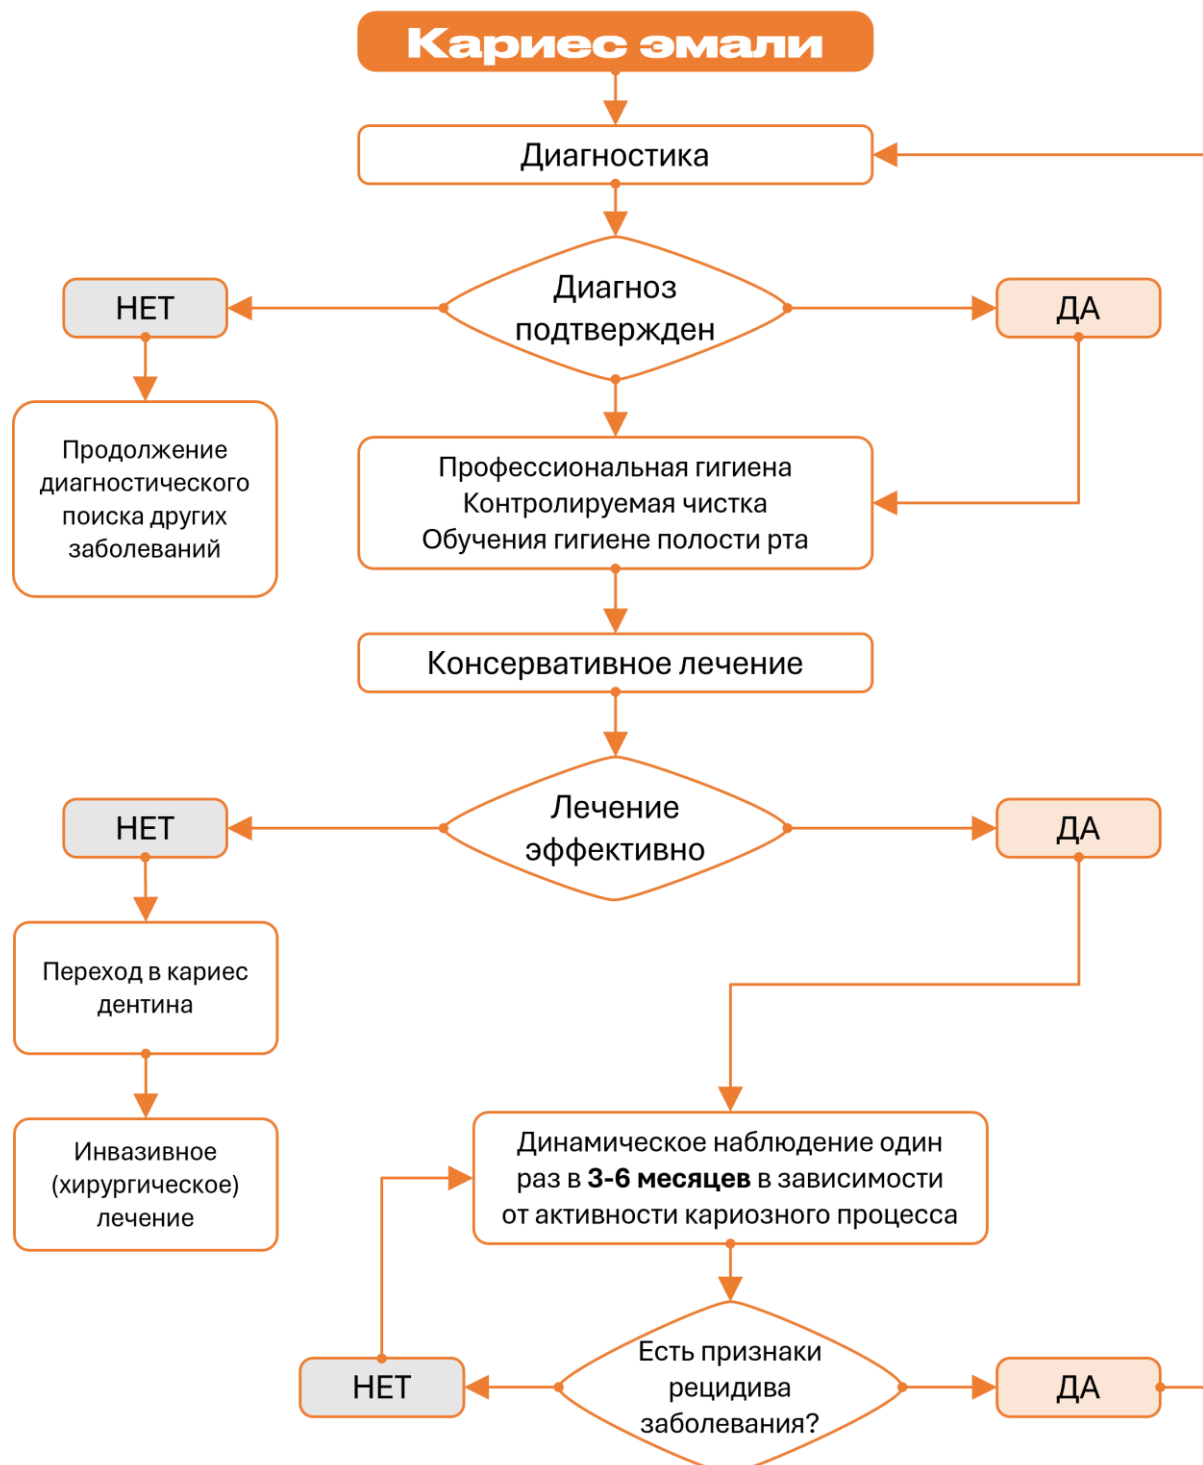 Кариес эмали
Диагностика
Диагноз
подтвержден
НЕТ
ДА
Продолжение
диагностического
поиска других
заболеваний
Профессиональная гигиена
Контролируемая чистка
Обучения гигиене полости рта
Консервативное лечение
Лечение
эффективно
НЕТ
ДА
Переход в кариес
дентина
Инвазивное
(хирургическое)
лечение
Динамическое наблюдение один
раз в 3-6 месяцев в зависимости
от активности кариозного процесса
Есть признаки
рецидива
заболевания?
НЕТ
ДА